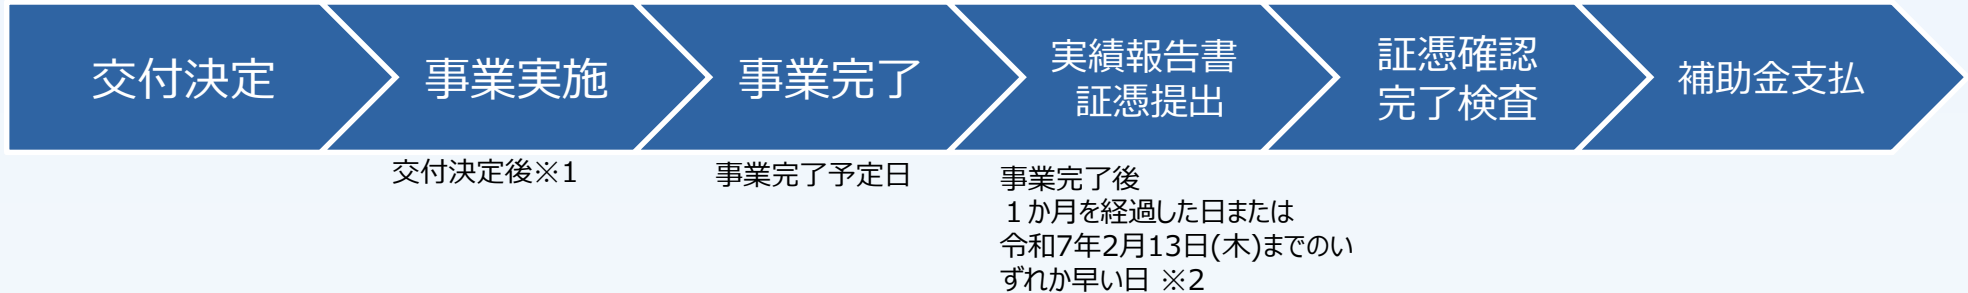 交付決定
事業実施
事業完了
実績報告書
証憑提出
証憑確認
完了検査
補助金支払
交付決定後※1
事業完了予定日
事業完了後
１か月を経過した日または
令和7年2月13日(木)までのい
ずれか早い日 ※2